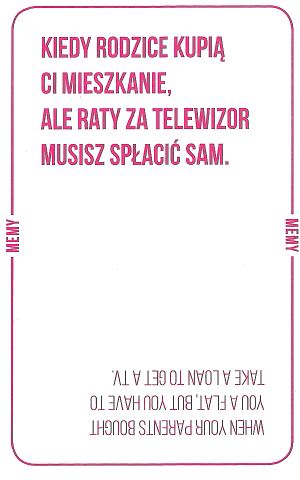 KIEDY RODZICE KUPIĄ
CI MIESZKANIE,
ALE RATY ZA TELEWIZOR
MUSISZ SPŁACIĆ SAM.
MEMY
MEMY
WHEN YOUR PARENTS BOUGHT
YOU A FLAT, BUT YOU HAVE TO
TAKE A LOAN TO GET A TV.